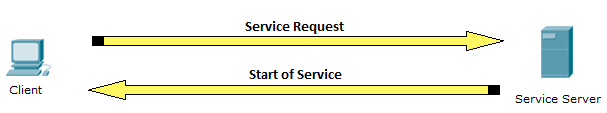 Service Request
Start of Service
Client
Service Server